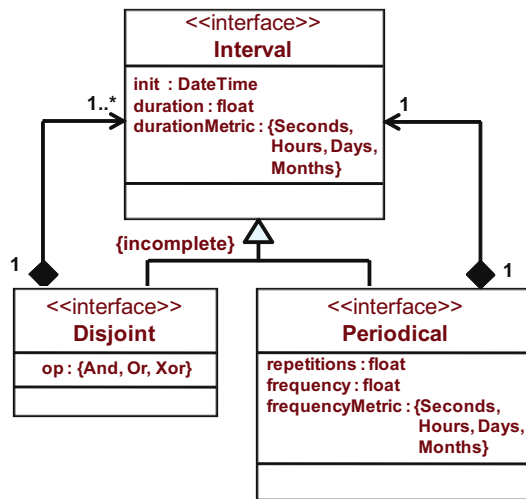 <<interface>>
Interval
init : DateTime
duration : float
durationMetric : {Seconds,
Hours, Days,
Months}
1..*
1
{incomplete}
1
1
<<interface>>
Disjoint
op : {And, Or, Xor}
<<interface>>
Periodical
repetitions : float
frequency : float
frequencyMetric : {Seconds,
Hours, Days,
Months}